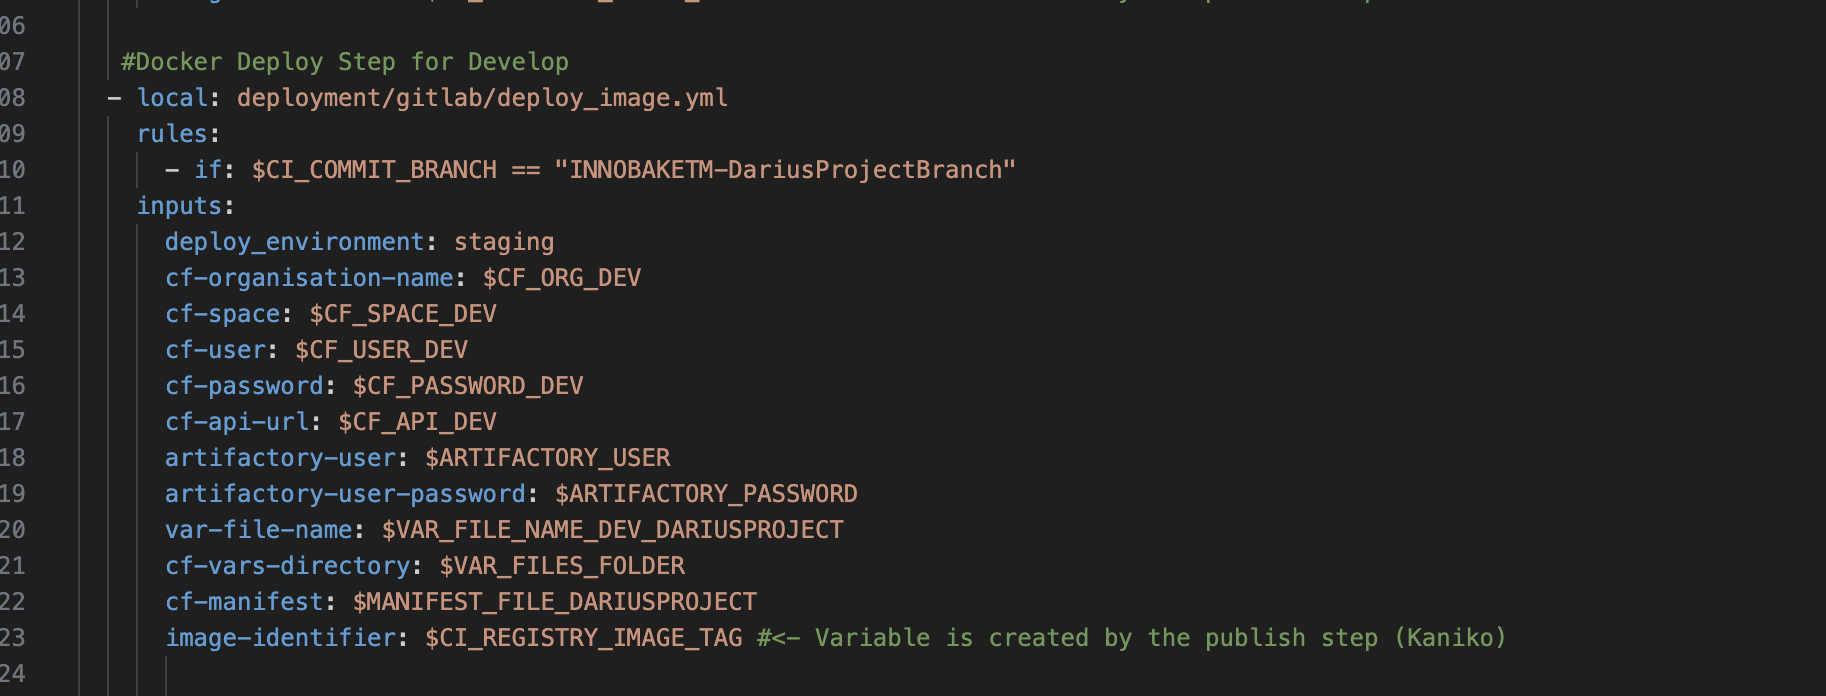 06
07 #Docker Deploy Step for Develop
08 - local: deployment/gitlab/deploy_image.yml
09 rules:
10 - if: $CI_COMMIT_BRANCH == "INNOBAKETM-DariusProjectBranch"
11 inputs:
12 deploy_environment: staging
13 cf-organisation-name: $CF_ORG_DEV
14 cf-space: $CF_SPACE_DEV
15 cf-user: $CF_USER_DEV
16 cf-password: $CF_PASSWORD_DEV
17 cf-api-url: $CF_API_DEV
18 artifactory-user: $ARTIFACTORY_USER
19 artifactory-user-password: $ARTIFACTORY_PASSWORD
20 var-file-name: $VAR_FILE_NAME_DEV_DARIUSPROJECT
21 cf-vars-directory: $VAR_FILES_FOLDER
22 cf-manifest: $MANIFEST_FILE_DARIUSPROJECT
23 image-identifier: $CI_REGISTRY_IMAGE_TAG #<- Variable is created by the publish step (Kaniko)
24